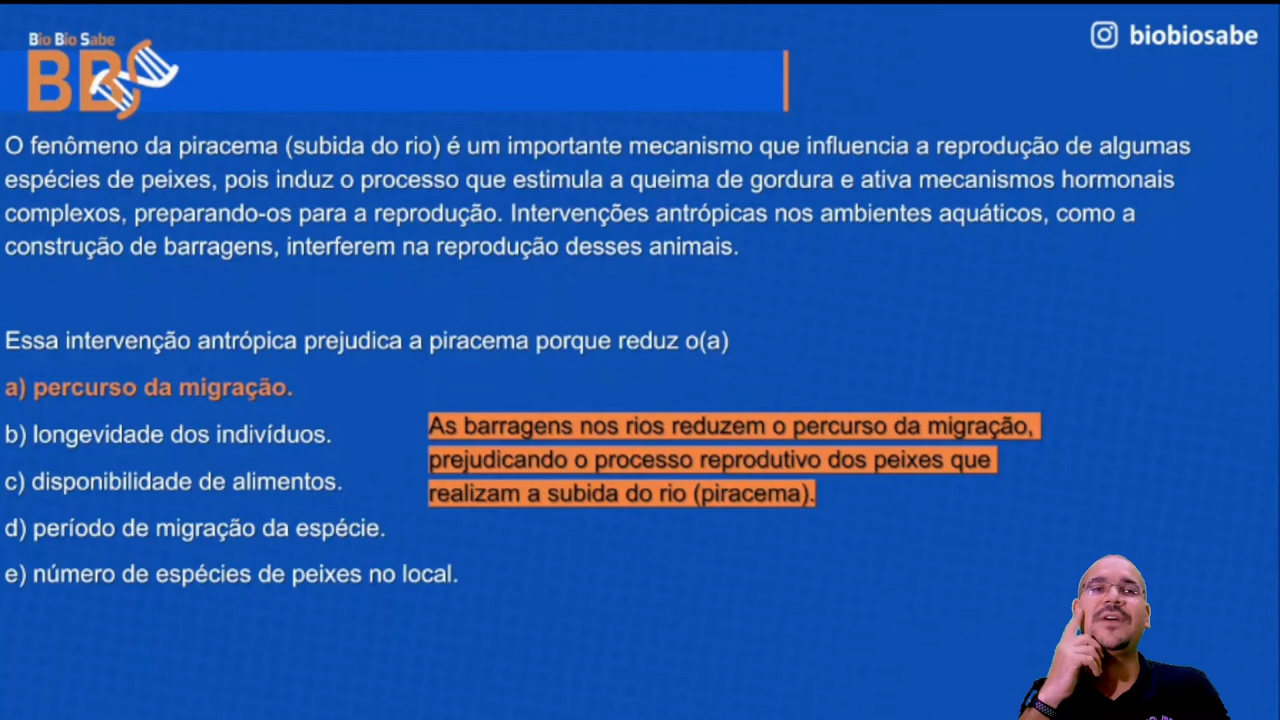 Bio Bio Sabe
BBS
biobiosabe
O fenômeno da piracema (subida do rio) é um importante mecanismo que influencia a reprodução de algumas
espécies de peixes, pois induz o processo que estimula a queima de gordura e ativa mecanismos hormonais
complexos, preparando-os para a reprodução. Intervenções antrópicas nos ambientes aquáticos, como a
construção de barragens, interferem na reprodução desses animais.
Essa intervenção antrópica prejudica a piracema porque reduz o(a)
a) percurso da migração.
b) longevidade dos indivíduos.
c) disponibilidade de alimentos.
d) período de migração da espécie.
e) número de espécies de peixes no local.
As barragens nos rios reduzem o percurso da migração,
prejudicando o processo reprodutivo dos peixes que
realizam a subida do rio (piracema).